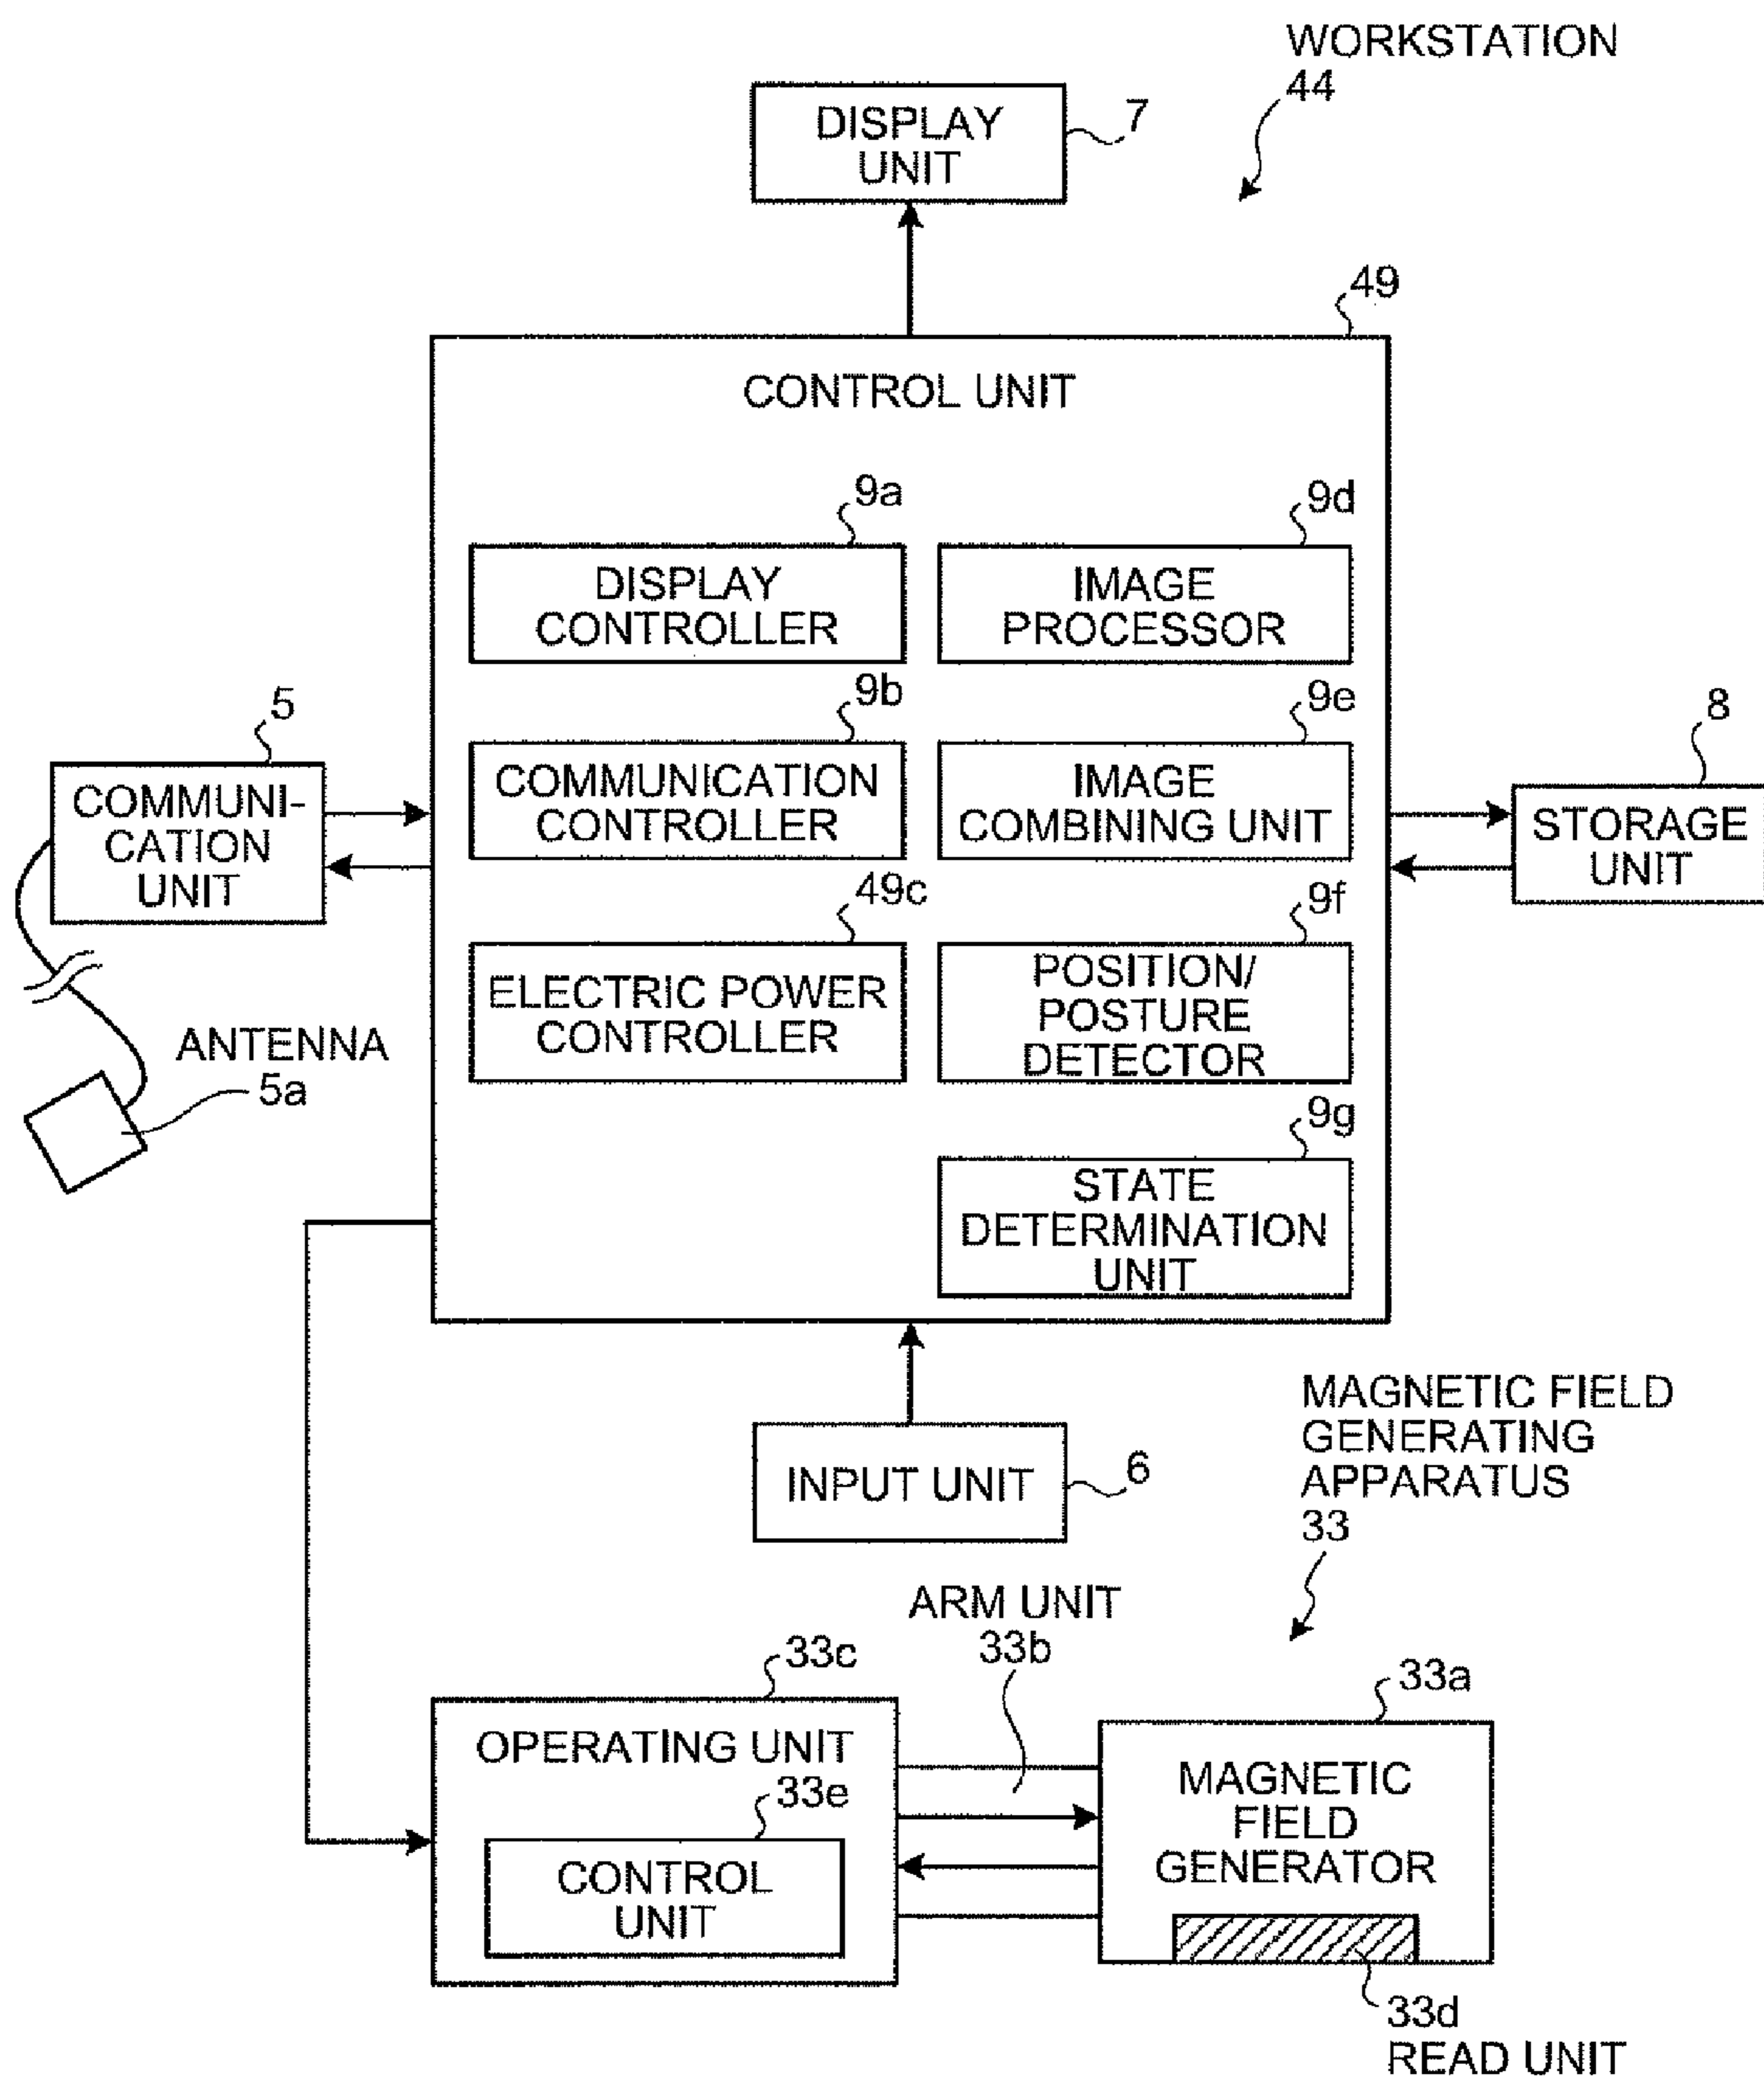 WORKSTATION
44
DISPLAY
UNIT
7
49
CONTROL UNIT
9a
DISPLAY
CONTROLLER
9d
IMAGE
PROCESSOR
9b
COMMUNICATION
CONTROLLER
9e
IMAGE
COMBINING UNIT
49c
ELECTRIC POWER
CONTROLLER
9f
POSITION/
POSTURE
DETECTOR
9g
STATE
DETERMINATION
UNIT
5
COMMUNI-
CATION
UNIT
ANTENNA
5a
8
STORAGE
UNIT
INPUT UNIT
6
MAGNETIC FIELD
GENERATING
APPARATUS
33
ARM UNIT
33b
33c
OPERATING UNIT
33e
CONTROL
UNIT
33a
MAGNETIC
FIELD
GENERATOR
33d
READ UNIT